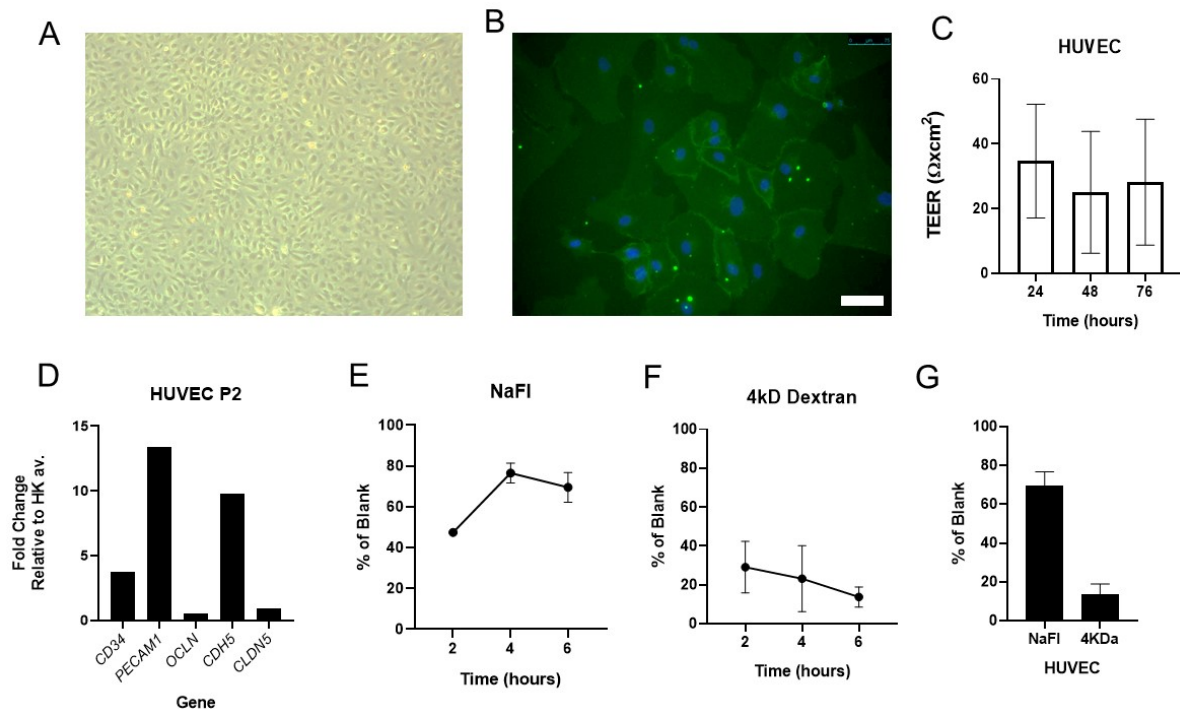 A
B
C
HUVEC
60
40
20
0
TEER (Ωxcm²)
24 48 76
Time (hours)
D
HUVEC P2
15
10
5
0
Fold Change
Relative to HK av.
CD34
PECAM1
OCLN
CDH5
CLDN5
Gene
E
NaFl
100
80
60
40
20
0
% of Blank
2 4 6
Time (hours)
F
4kD Dextran
100
80
60
40
20
0
% of Blank
2 4 6
Time (hours)
G
100
80
60
40
20
0
% of Blank
NaFl 4KDa
HUVEC